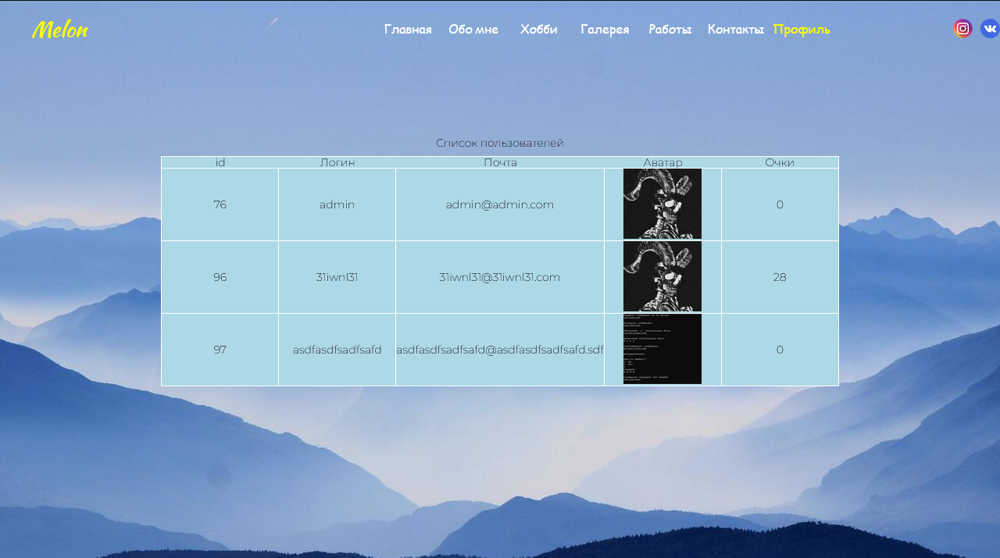 Melon Главная Обо мне Хобби Галерея Работы Контакты Профиль
Список пользователей
id Логин Почта Аватар Очки
76 admin admin@admin.com 0
96 31iwnl31 31iwnl31@31iwnl31.com 28
97 asdfasdfsadfsafd asdfasdfsadfsafd@asdfasdfsadfsafd.sdf 0